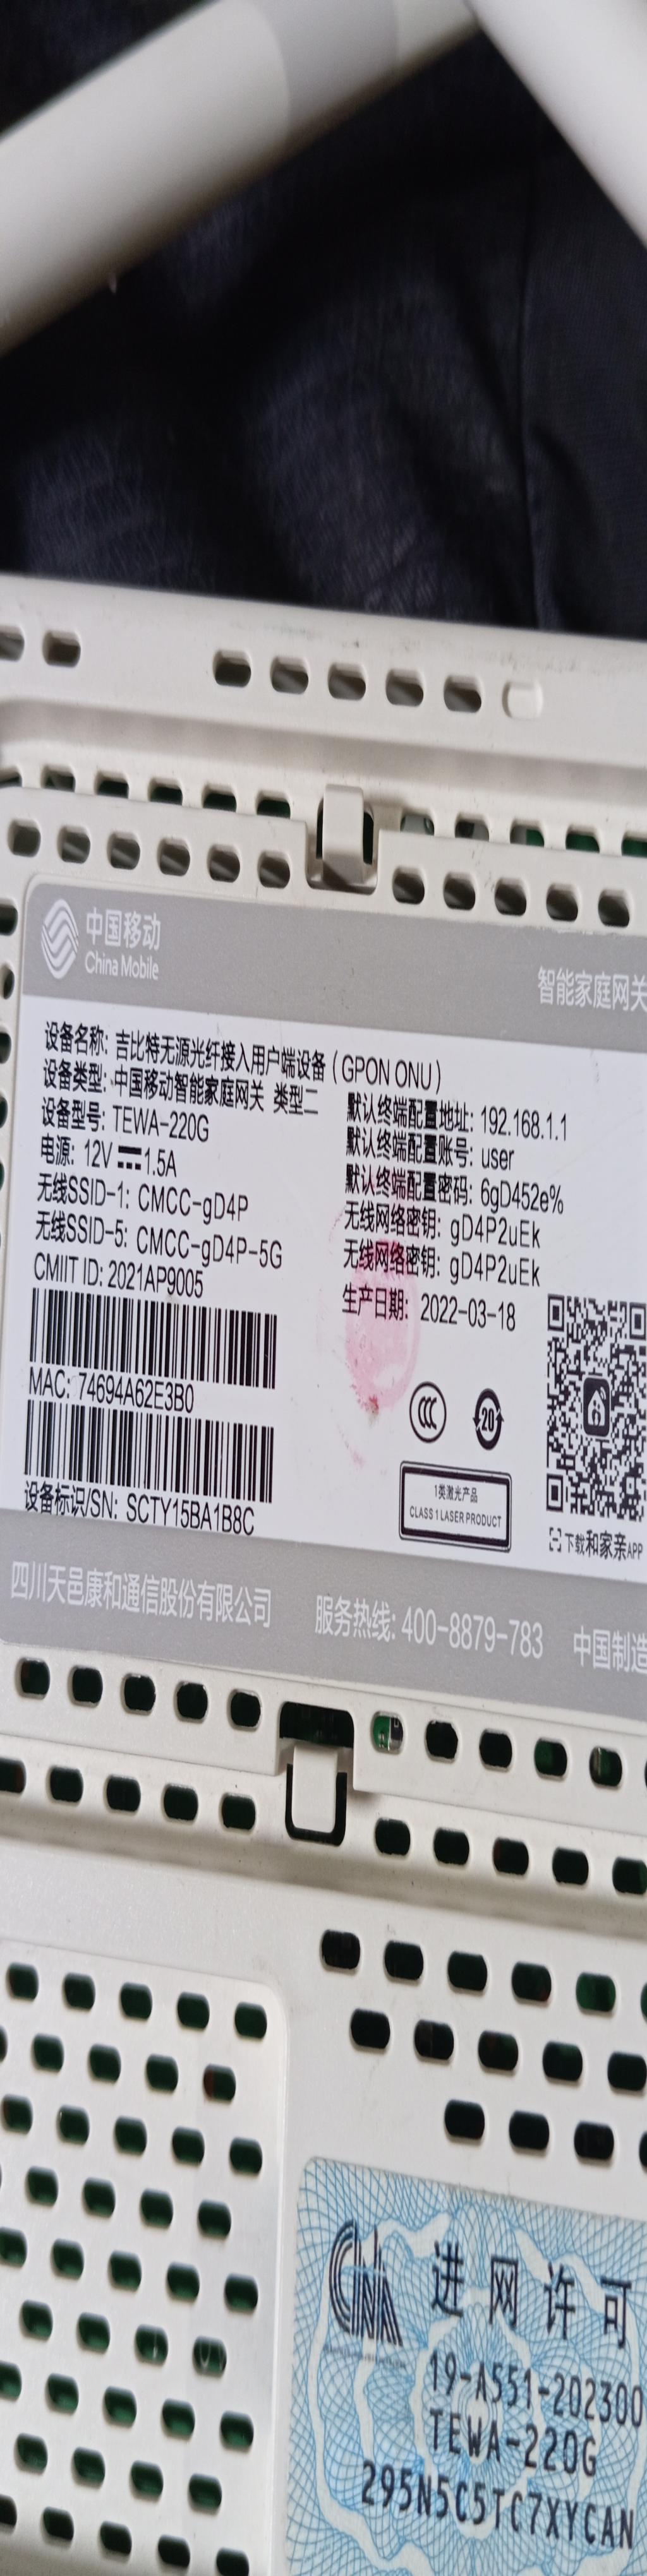 中国移动
China Mobile
智能家庭网关
设备名称: 吉比特无源光纤接入用户端设备（GPON ONU）
设备类型: 中国移动智能家庭网关 类型二
设备型号: TEWA-220G
电源: 12V 1.5A
无线SSID-1: CMCC-gD4P
无线SSID-5: CMCC-gD4P-5G
CMIIT ID: 2021AP9005
MAC: 74694A62E3B0
设备标识/SN: SCTY15BA1B8C
默认终端配置地址: 192.168.1.1
默认终端配置账号: user
默认终端配置密码: 6gD452e%
无线网络密钥: gD4P2uEk
无线网络密钥: gD4P2uEk
生产日期: 2022-03-18
CCC
20
1类激光产品
CLASS 1 LASER PRODUCT
下载和家亲APP
四川天邑康和通信股份有限公司
服务热线: 400-8879-783
中国制造
进网许可
19-A551-202300
TEWA-220G
295N5C5TC7XYCAN